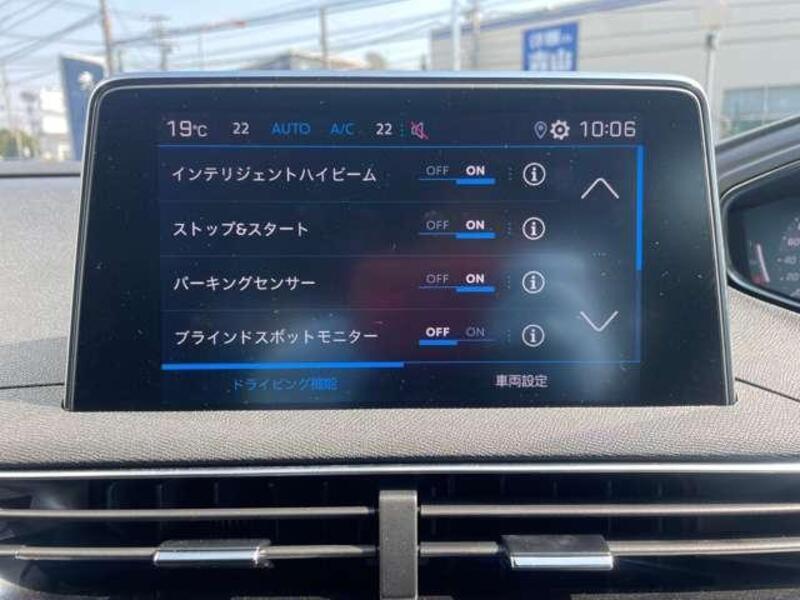 19°C 22 AUTO A/C 22 10:06
インテリジェントハイビーム OFF ON
ストップ&スタート OFF ON
パーキングセンサー OFF ON
ブラインドスポットモニター OFF ON
ドライビング機能 車両設定